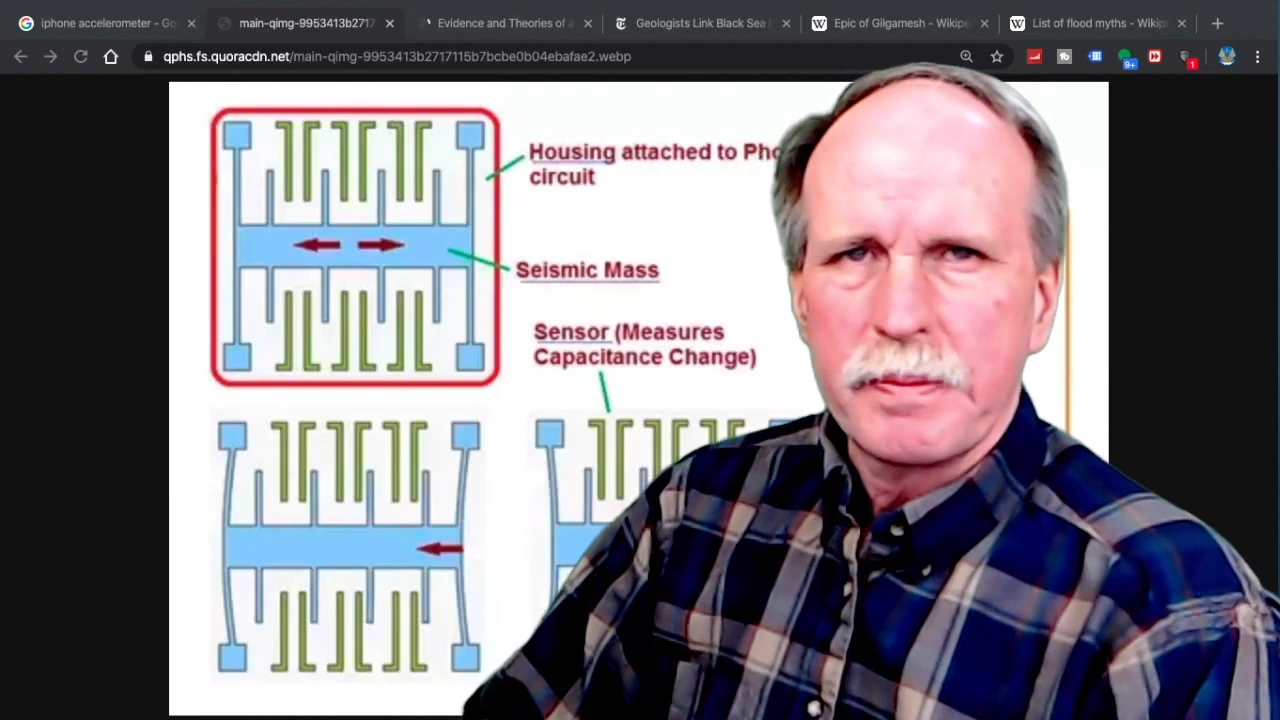 iphone accelerometer - Go
main-qimg-9953413b2717
Evidence and Theories of a
Geologists Link Black Sea
Epic of Gilgamesh - Wikipe
List of flood myths - Wikip
qphs.fs.quoracdn.net/main-qimg-9953413b2717115b7bcbe0b04ebafae2.webp
9+
1
Housing attached to Pho
circuit
Seismic Mass
Sensor (Measures
Capacitance Change)